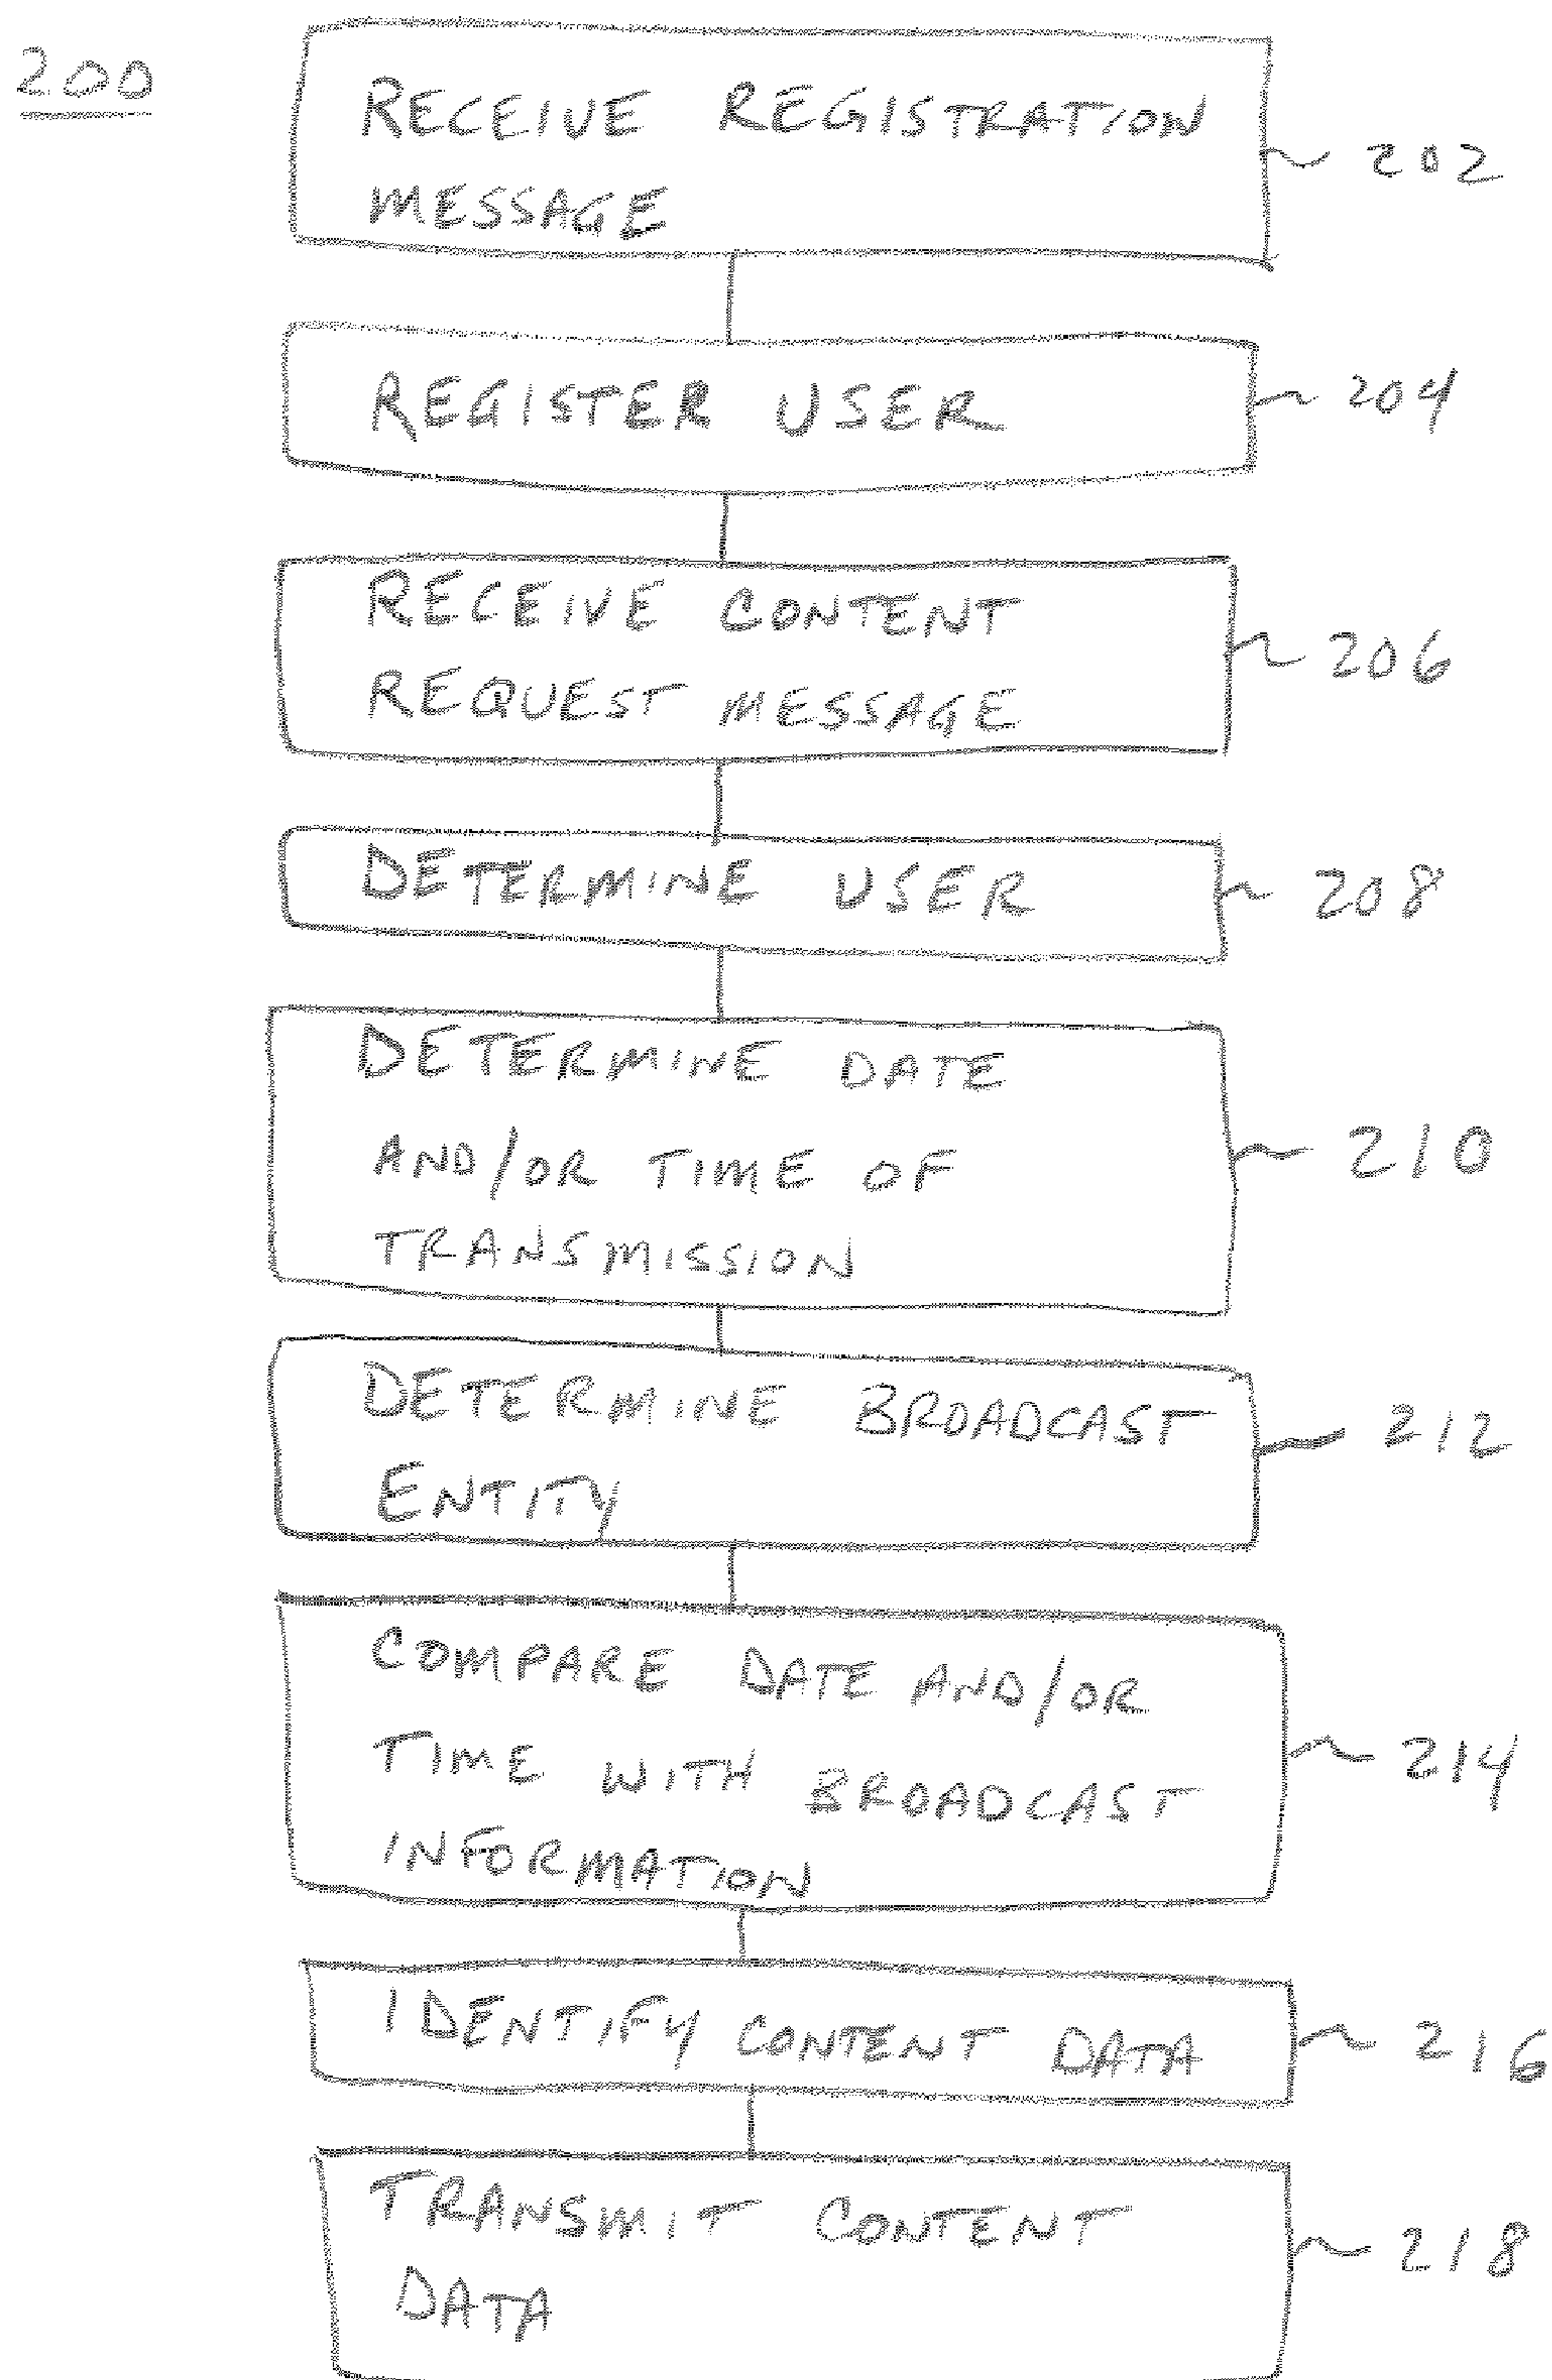 200
RECEIVE REGISTRATION
MESSAGE
202
REGISTER USER
204
RECEIVE CONTENT
REQUEST MESSAGE
206
DETERMINE USER
208
DETERMINE DATE
AND/OR TIME OF
TRANSMISSION
210
DETERMINE BROADCAST
ENTITY
212
COMPARE DATE AND/OR
TIME WITH BROADCAST
INFORMATION
214
IDENTIFY CONTENT DATA
216
TRANSMIT CONTENT
DATA
218